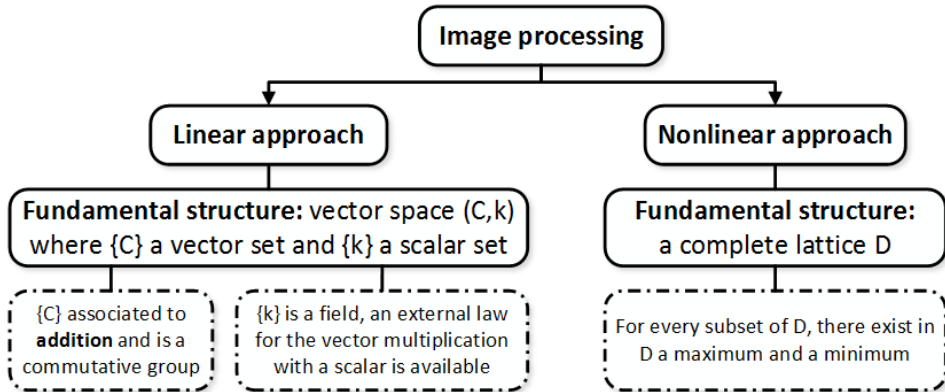 Image processing
Linear approach
Nonlinear approach
Fundamental structure: vector space (C,k)
where {C} a vector set and {k} a scalar set
Fundamental structure:
a complete lattice D
{C} associated to
addition and is a
commutative group
{k} is a field, an external law
for the vector multiplication
with a scalar is available
For every subset of D, there exist in
D a maximum and a minimum